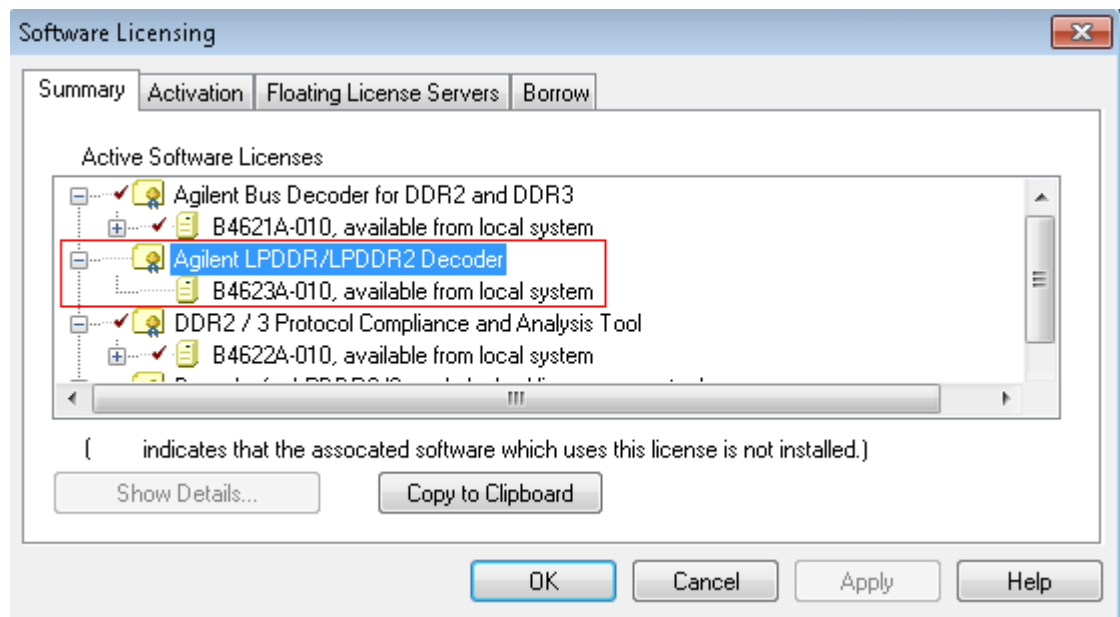 Software Licensing
Summary Activation Floating License Servers Borrow
Active Software Licenses
Agilent Bus Decoder for DDR2 and DDR3
B4621A-010, available from local system
Agilent LPDDR/LPDDR2 Decoder
B4623A-010, available from local system
DDR2 / 3 Protocol Compliance and Analysis Tool
B4622A-010, available from local system
( indicates that the assocated software which uses this license is not installed.)
Show Details... Copy to Clipboard
OK Cancel Apply Help